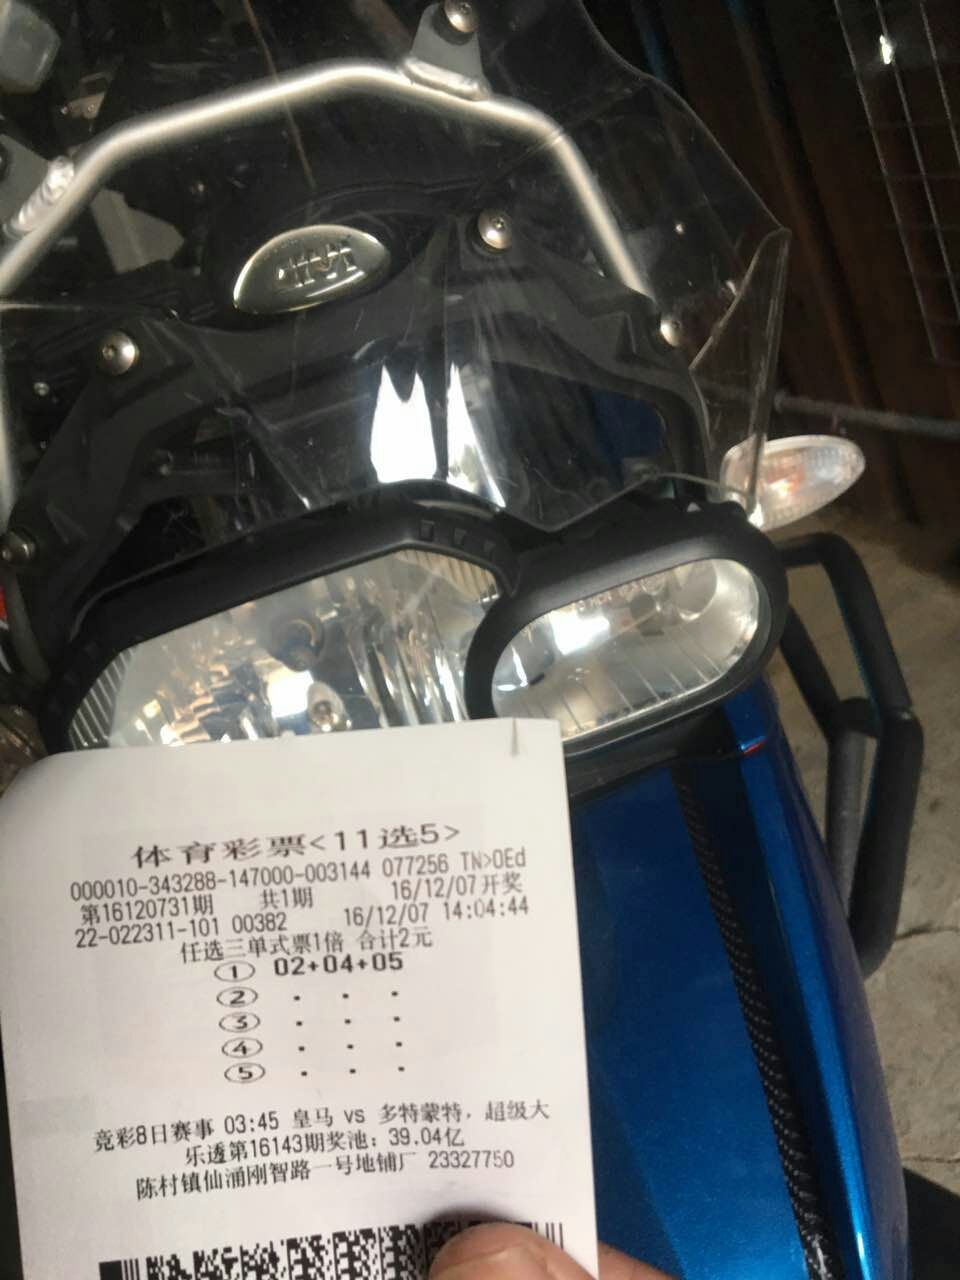 体育彩票<11选5>
000010-343288-147000-003144 077256 TN>OEd
第16120731期 共1期 16/12/07开奖
22-022311-101 00382 16/12/07 14:04:44
任选三单式票1倍 合计2元
① 02+04+05
②
③
④
⑤
竞彩8日赛事 03:45 皇马 vs 多特蒙特，超级大
乐透第16143期奖池：39.04亿
陈村镇仙涌刚智路一号地铺厂 23327750